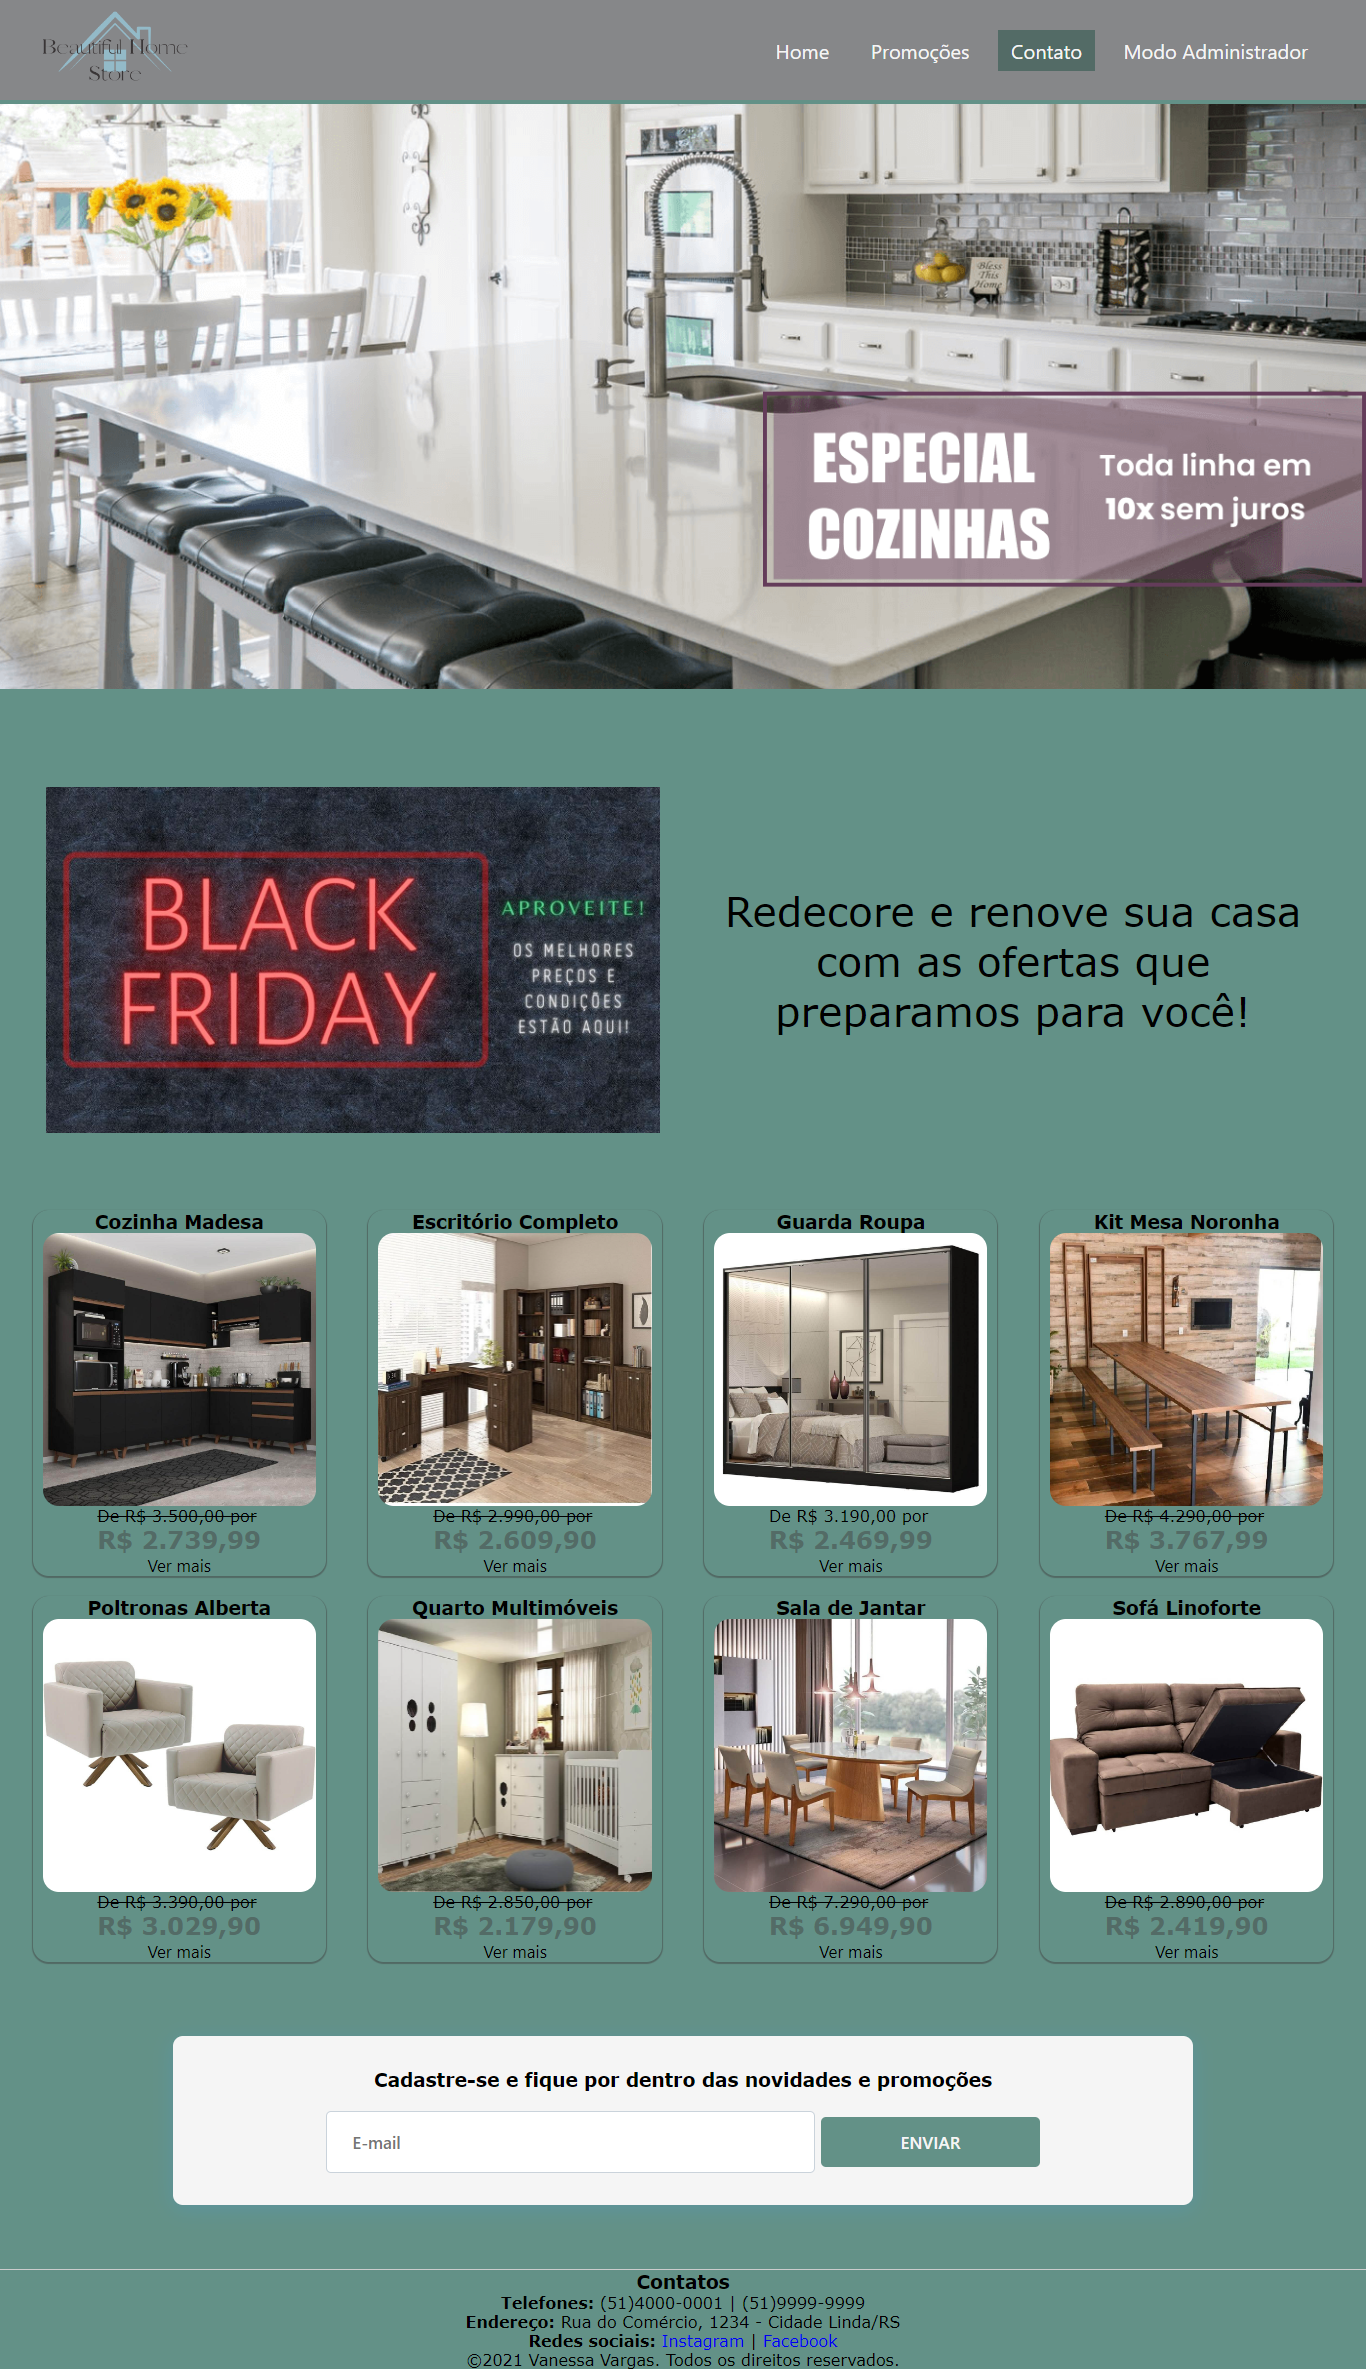 Beautiful Home
Store
Home
Promoções
Contato
Modo Administrador
Bless
This
Home
ESPECIAL
COZINHAS
Toda linha em
10x sem juros
BLACK
FRIDAY
APROVEITE!
OS MELHORES
PREÇOS E
CONDIÇÕES
ESTÃO AQUI!
Redecore e renove sua casa
com as ofertas que
preparamos para você!
Cozinha Madesa
De R$ 3.500,00 por
R$ 2.739,99
Ver mais
Escritório Completo
De R$ 2.990,00 por
R$ 2.609,90
Ver mais
Guarda Roupa
De R$ 3.190,00 por
R$ 2.469,99
Ver mais
Kit Mesa Noronha
De R$ 4.290,00 por
R$ 3.767,99
Ver mais
Poltronas Alberta
De R$ 3.390,00 por
R$ 3.029,90
Ver mais
Quarto Multimóveis
De R$ 2.850,00 por
R$ 2.179,90
Ver mais
Sala de Jantar
De R$ 7.290,00 por
R$ 6.949,90
Ver mais
Sofá Linoforte
De R$ 2.890,00 por
R$ 2.419,90
Ver mais
Cadastre-se e fique por dentro das novidades e promoções
E-mail
ENVIAR
Contatos
Telefones: (51)4000-0001 | (51)9999-9999
Endereço: Rua do Comércio, 1234 - Cidade Linda/RS
Redes sociais: Instagram | Facebook
©2021 Vanessa Vargas. Todos os direitos reservados.